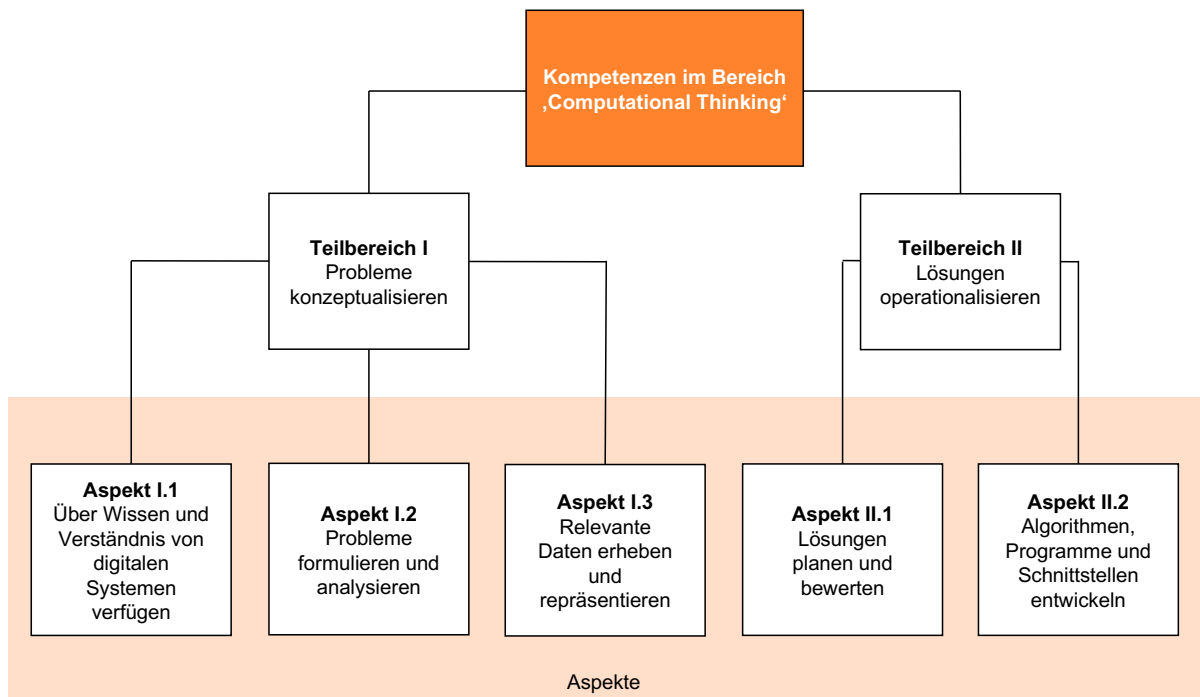 Kompetenzen im Bereich
‚Computational Thinking‘
Teilbereich I
Probleme
konzeptualisieren
Teilbereich II
Lösungen
operationalisieren
Aspekt I.1
Über Wissen und
Verständnis von
digitalen
Systemen
verfügen
Aspekt I.2
Probleme
formulieren und
analysieren
Aspekt I.3
Relevante
Daten erheben
und
repräsentieren
Aspekt II.1
Lösungen
planen und
bewerten
Aspekt II.2
Algorithmen,
Programme und
Schnittstellen
entwickeln
Aspekte